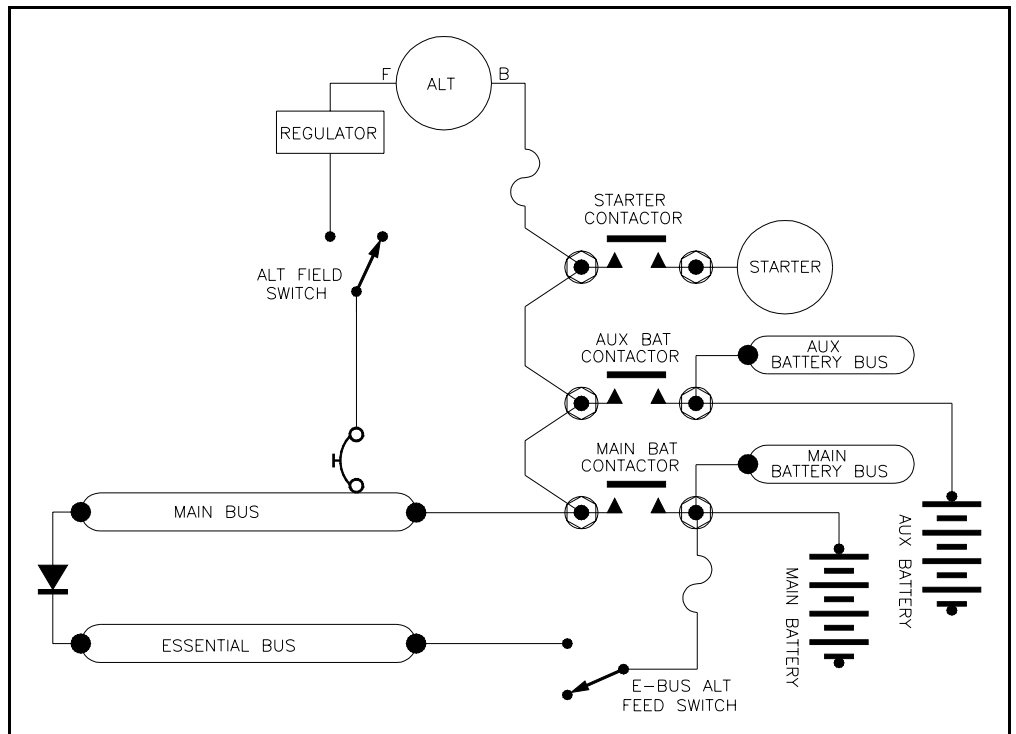 F
ALT
B
REGULATOR
STARTER
CONTACTOR
ALT FIELD
SWITCH
STARTER
AUX BAT
CONTACTOR
AUX
BATTERY BUS
MAIN BAT
CONTACTOR
MAIN
BATTERY BUS
MAIN BUS
AUX BATTERY
MAIN BATTERY
ESSENTIAL BUS
E-BUS ALT
FEED SWITCH